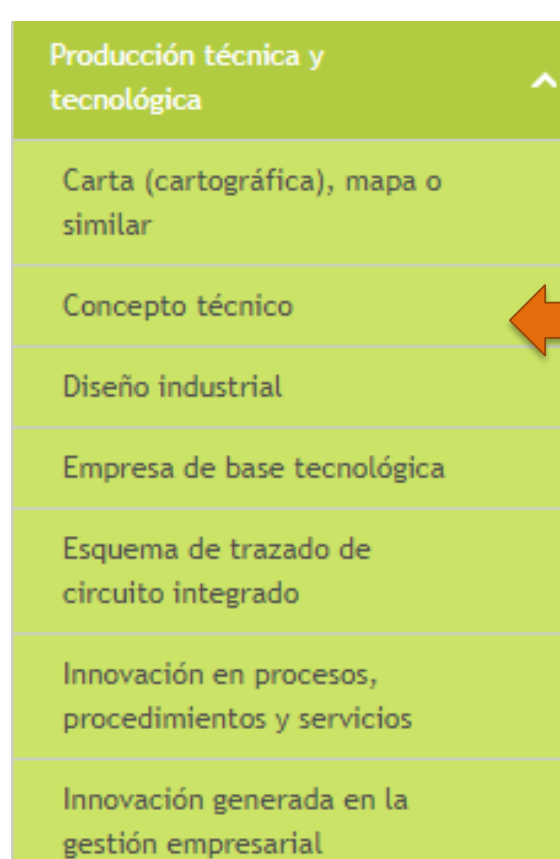 Producción técnica y
tecnológica
Carta (cartográfica), mapa o
similar
Concepto técnico
Diseño industrial
Empresa de base tecnológica
Esquema de trazado de
circuito integrado
Innovación en procesos,
procedimientos y servicios
Innovación generada en la
gestión empresarial